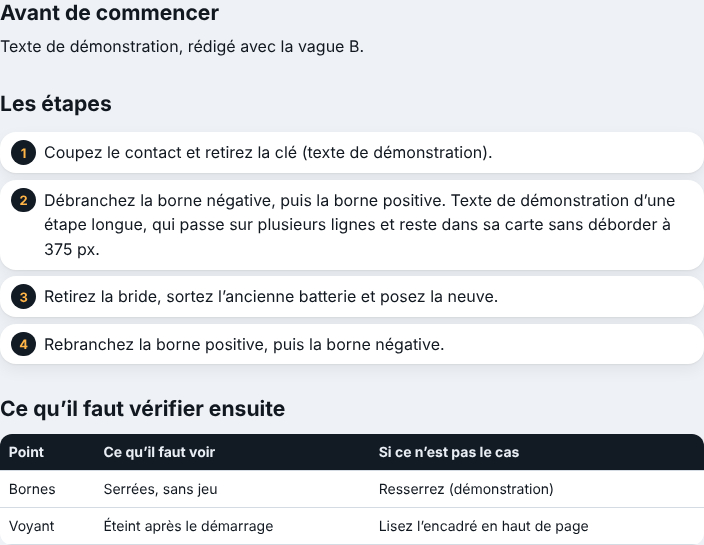 Avant de commencer
Texte de démonstration, rédigé avec la vague B.
Les étapes
1 Coupez le contact et retirez la clé (texte de démonstration).
2 Débranchez la borne négative, puis la borne positive. Texte de démonstration d’une
étape longue, qui passe sur plusieurs lignes et reste dans sa carte sans déborder à
375 px.
3 Retirez la bride, sortez l’ancienne batterie et posez la neuve.
4 Rebranchez la borne positive, puis la borne négative.
Ce qu’il faut vérifier ensuite
Point Ce qu’il faut voir Si ce n’est pas le cas
Bornes Serrées, sans jeu Resserrez (démonstration)
Voyant Éteint après le démarrage Lisez l’encadré en haut de page